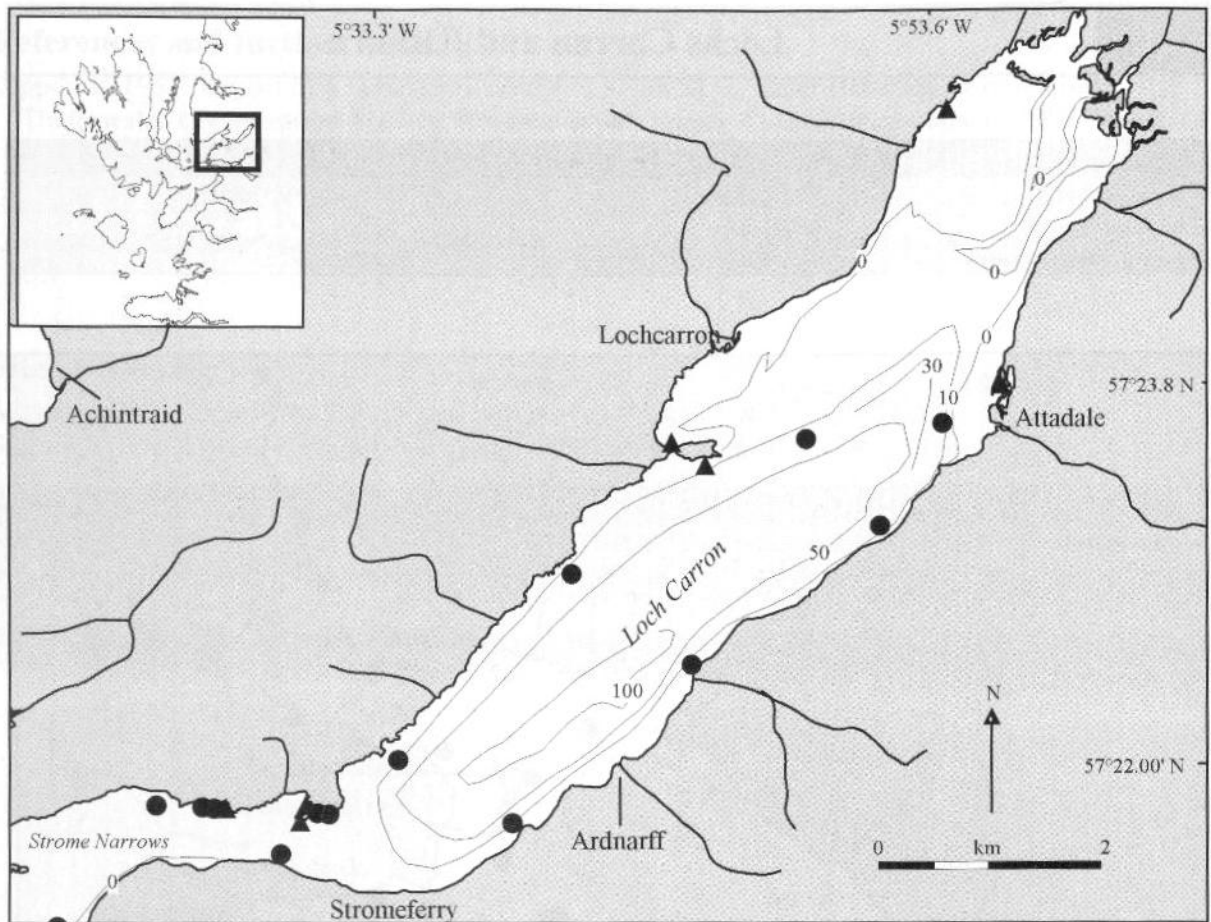 5°33.3' W
5°53.6' W
0
0
0
Lochcarron
0
30
57°23.8 N
10
Achintraid
Attadale
50
Loch Carron
100
N
57°22.00' N
Strome Narrows
Ardnarff
0 km 2
0
Stromeferry